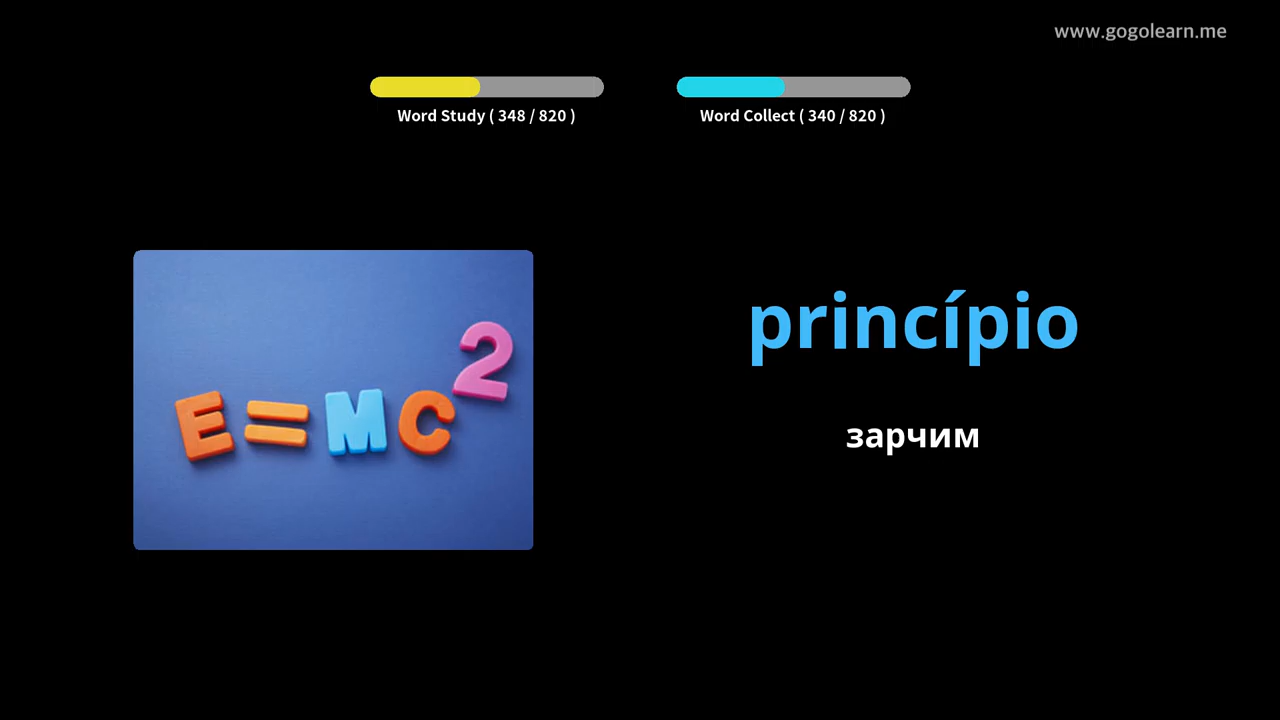 www.gogolearn.me
Word Study ( 348 / 820 )
Word Collect ( 340 / 820 )
E=MC2
princípio
зарчим